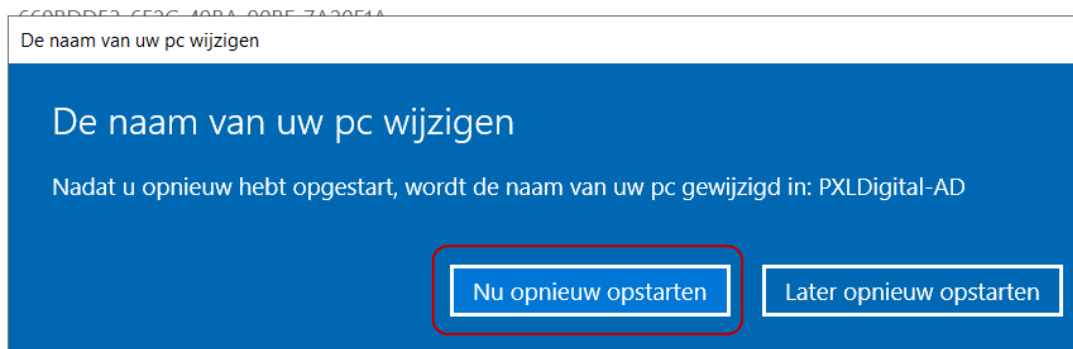 De naam van uw pc wijzigen
De naam van uw pc wijzigen
Nadat u opnieuw hebt opgestart, wordt de naam van uw pc gewijzigd in: PXLDigital-AD
Nu opnieuw opstarten
Later opnieuw opstarten